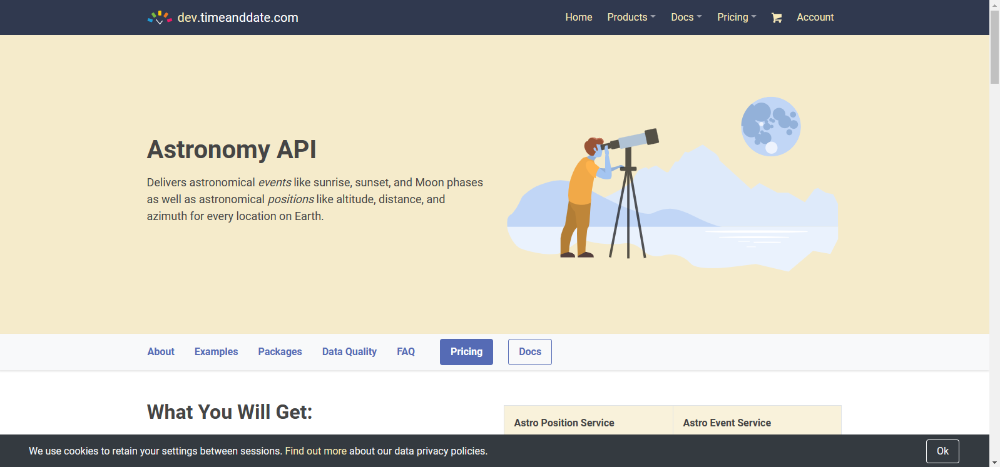 dev.timeanddate.com
Home Products Docs Pricing Account
Astronomy API
Delivers astronomical events like sunrise, sunset, and Moon phases
as well as astronomical positions like altitude, distance, and
azimuth for every location on Earth.
About Examples Packages Data Quality FAQ Pricing Docs
What You Will Get:
Astro Position Service Astro Event Service
We use cookies to retain your settings between sessions. Find out more about our data privacy policies. Ok